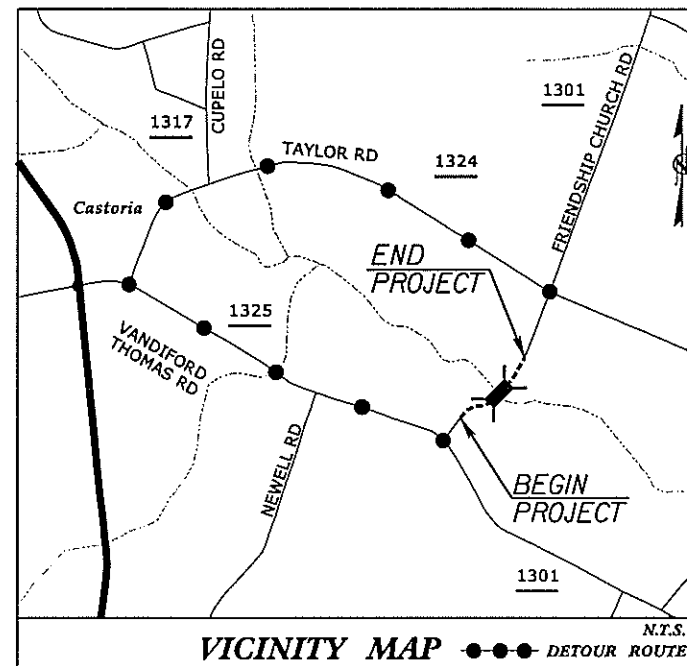 1301
FRIENDSHIP CHURCH RD
CUPELO RD
1317
TAYLOR RD
1324
Castoria
END
PROJECT
1325
VANDIFORD
THOMAS RD
NEWELL RD
BEGIN
PROJECT
1301
N.T.S.
VICINITY MAP
DETOUR ROUTE